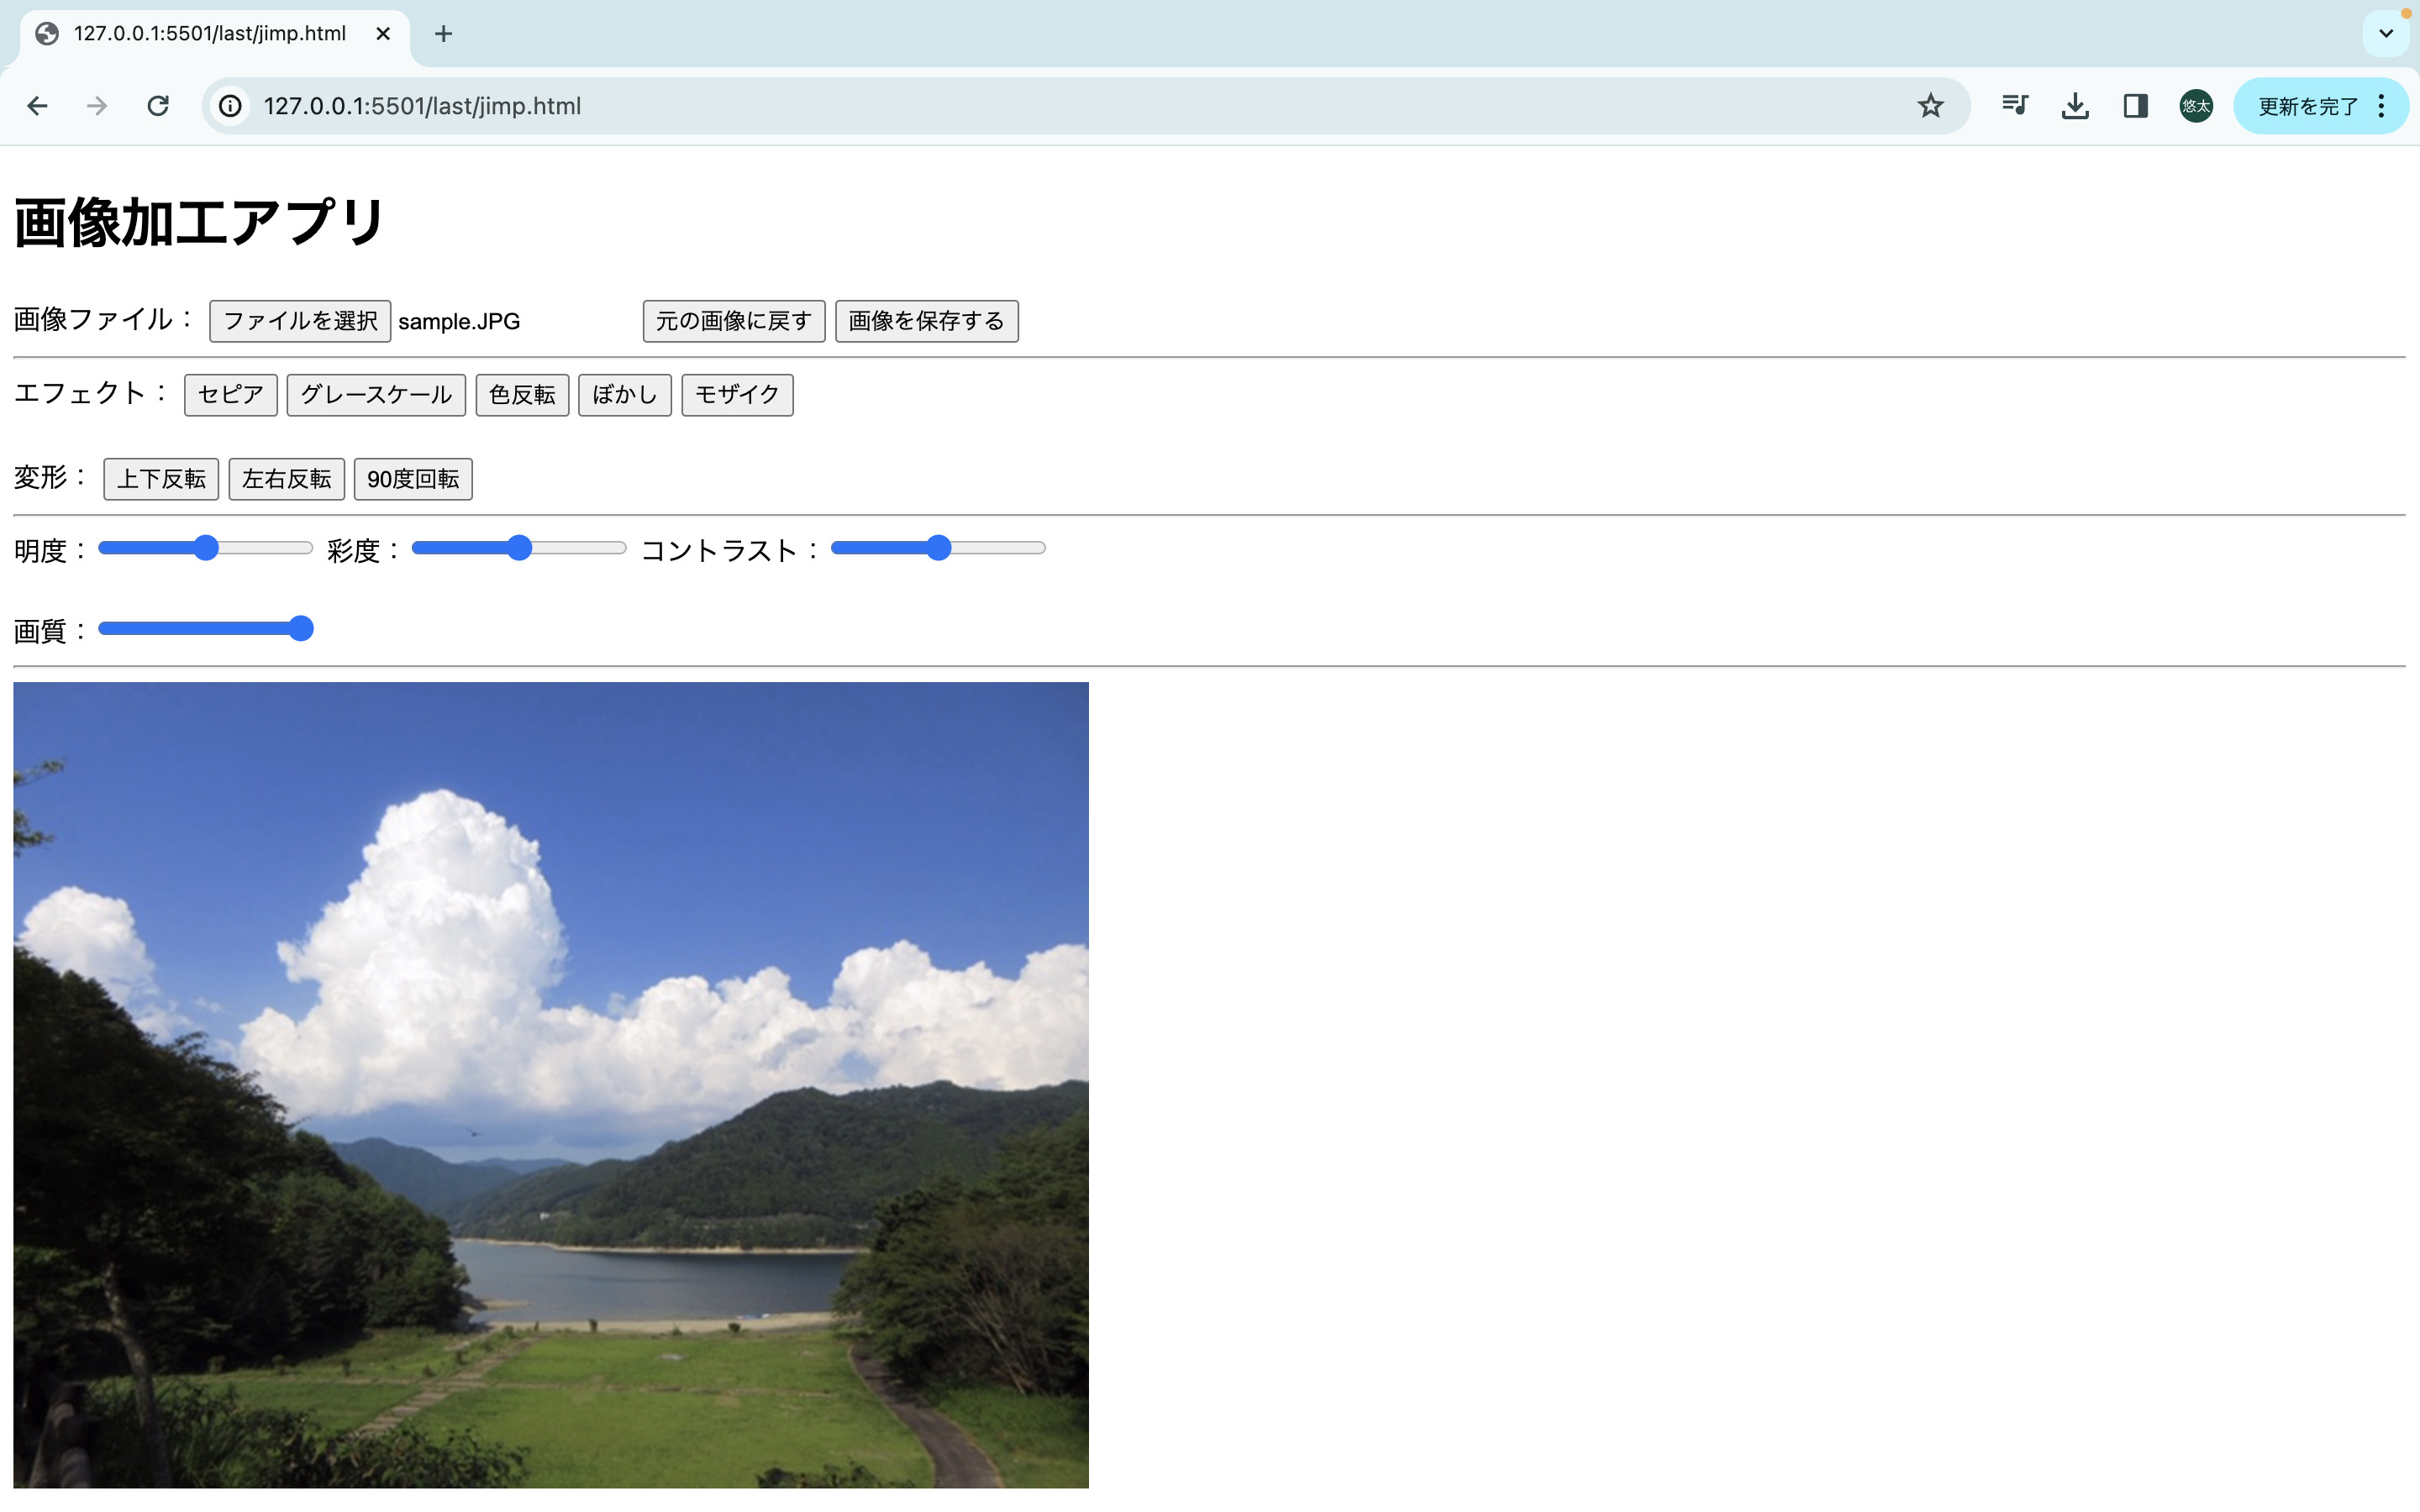 127.0.0.1:5501/last/jimp.html
127.0.0.1:5501/last/jimp.html 悠太 更新を完了
画像加工アプリ
画像ファイル： ファイルを選択 sample.JPG 元の画像に戻す 画像を保存する
エフェクト： セピア グレースケール 色反転 ぼかし モザイク
変形： 上下反転 左右反転 90度回転
明度： 彩度： コントラスト：
画質：